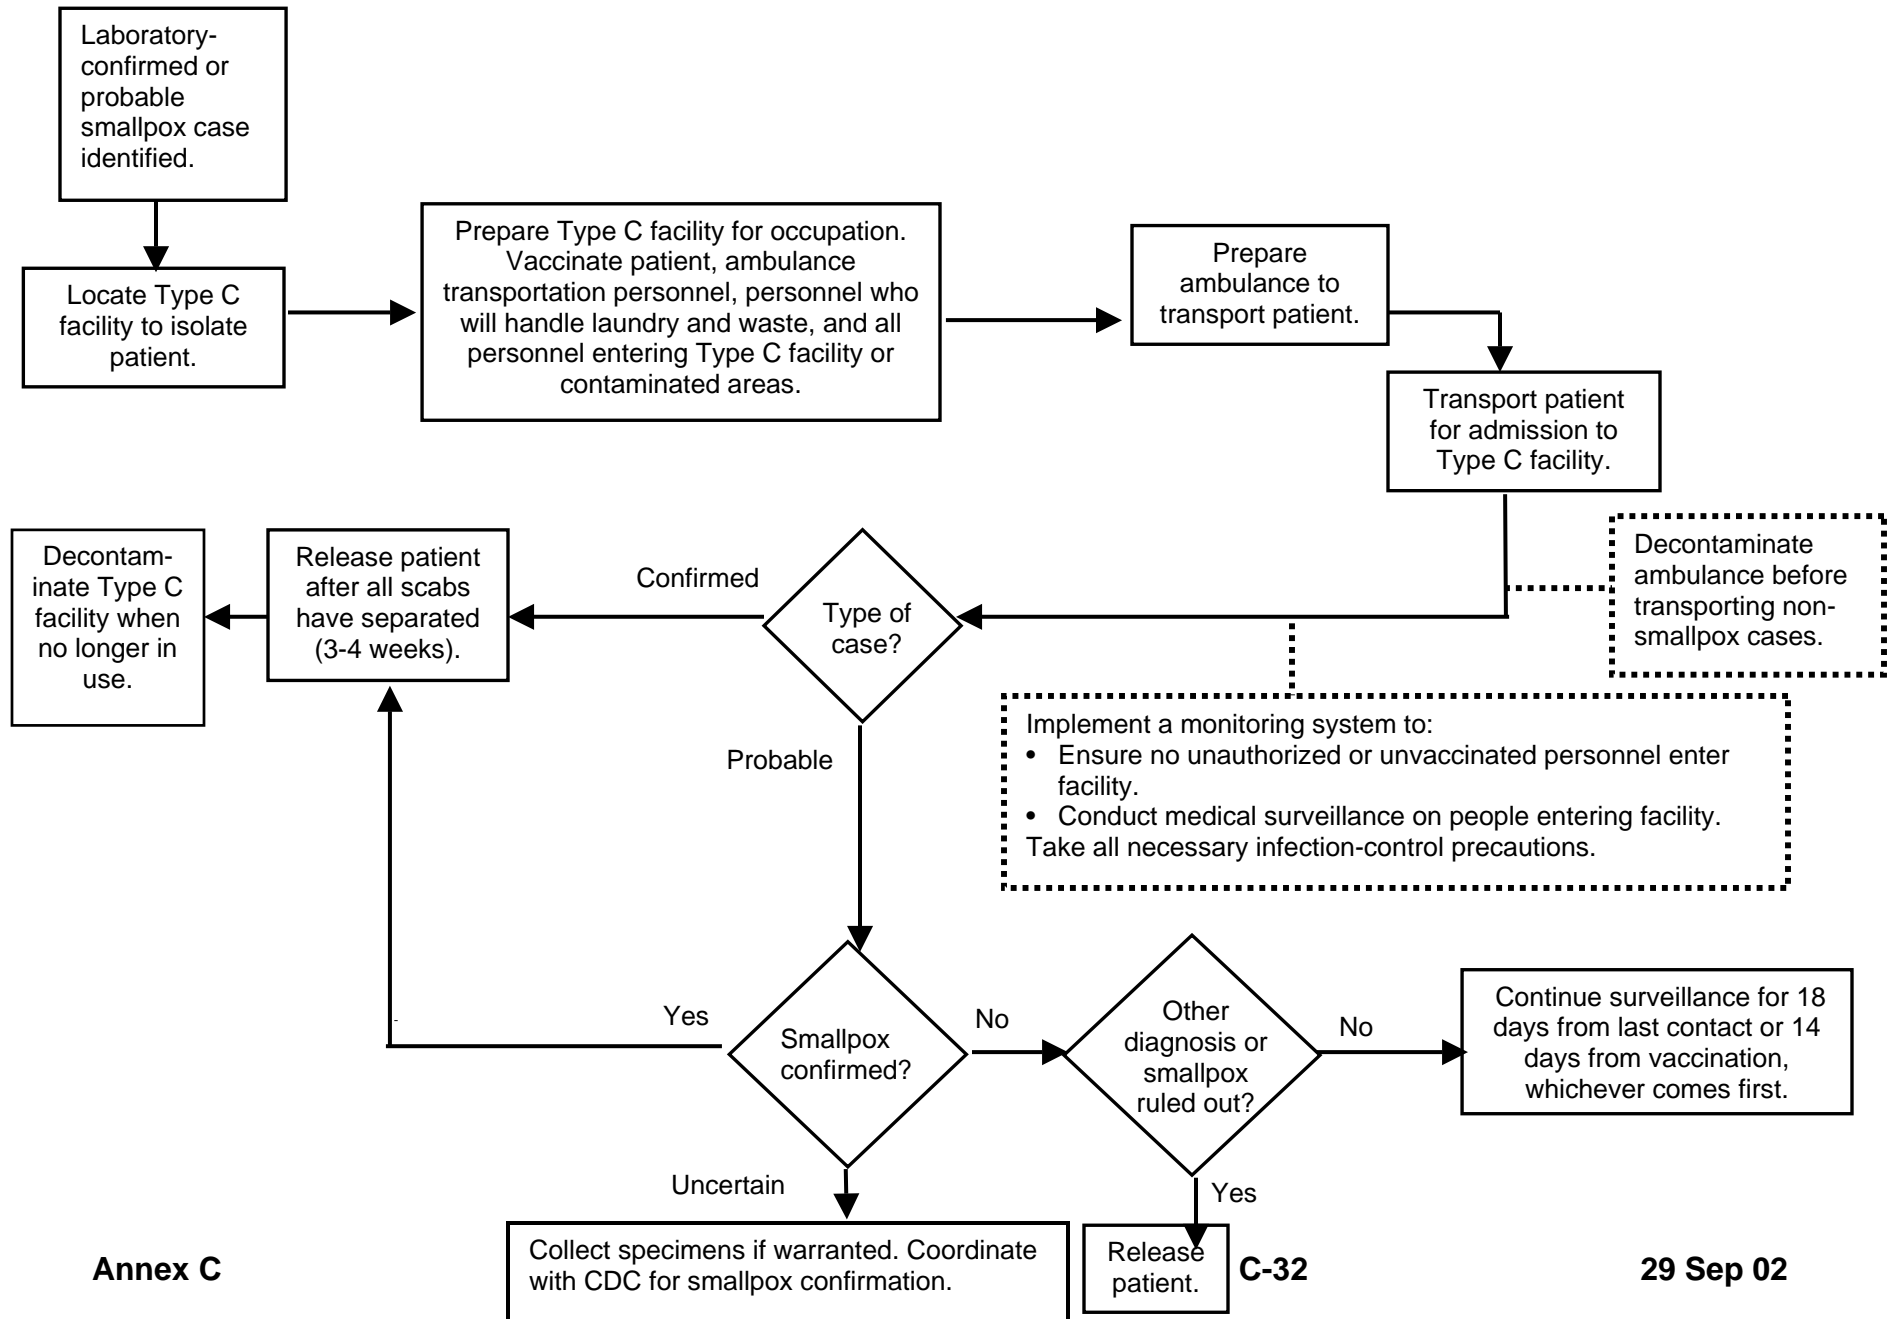 Laboratory-
confirmed or
probable
smallpox case
identified.
Locate Type C
facility to isolate
patient.
Prepare Type C facility for occupation.
Vaccinate patient, ambulance
transportation personnel, personnel who
will handle laundry and waste, and all
personnel entering Type C facility or
contaminated areas.
Prepare
ambulance to
transport patient.
Transport patient
for admission to
Type C facility.
Decontaminate
ambulance before
transporting non-
smallpox cases.
Implement a monitoring system to:
• Ensure no unauthorized or unvaccinated personnel enter
facility.
• Conduct medical surveillance on people entering facility.
Take all necessary infection-control precautions.
Type of
case?
Confirmed
Release patient
after all scabs
have separated
(3-4 weeks).
Decontam-
inate Type C
facility when
no longer in
use.
Probable
Smallpox
confirmed?
Yes
No
Other
diagnosis or
smallpox
ruled out?
No
Continue surveillance for 18
days from last contact or 14
days from vaccination,
whichever comes first.
Uncertain
Collect specimens if warranted. Coordinate
with CDC for smallpox confirmation.
Yes
Release
patient.
Annex C
C-32
29 Sep 02